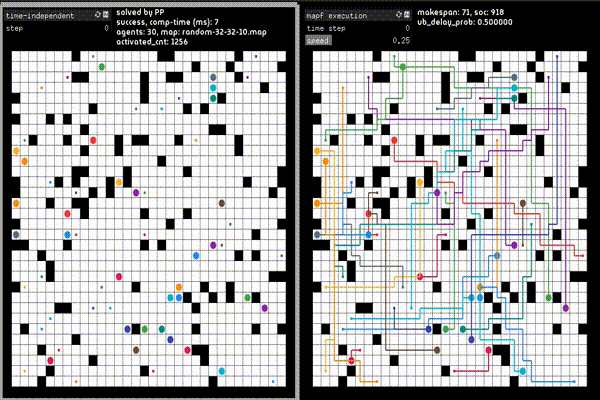 time-independent
step 0
solved by PP
success, comp-time (ms): 7
agents: 30, map: random-32-32-10.map
activated_cnt: 1256
mapf execution
time step 0
speed 0.25
makespan: 71, soc: 918
ub_delay_prob: 0.500000